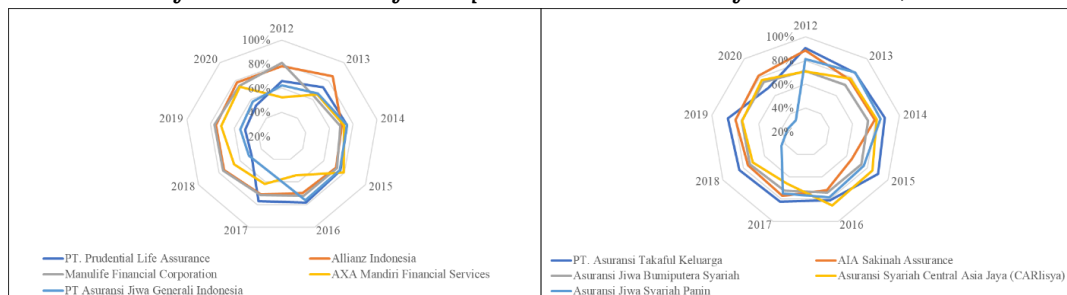 2012
100%
2020
2013
80%
60%
40%
2019
20%
2014
2018
2015
2017
2016
PT. Prudential Life Assurance
Allianz Indonesia
Manulife Financial Corporation
AXA Mandiri Financial Services
PT Asuransi Jiwa Generali Indonesia
2012
100%
2020
2013
80%
60%
40%
2019
20%
2014
2018
2015
2017
2016
PT. Asuransi Takaful Keluarga
AIA Sakinah Assurance
Asuransi Jiwa Bumiputera Syariah
Asuransi Syariah Central Asia Jaya (CARlisya)
Asuransi Jiwa Syariah Panin